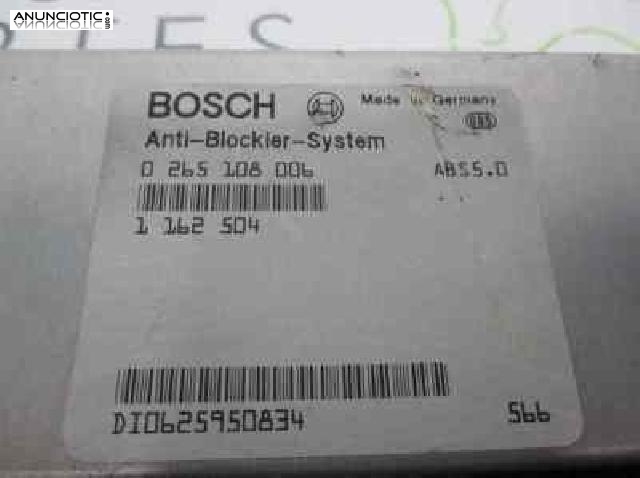 ANUNCIOTIC
BOSCH Made in Germany
Anti-Blockier-System
0 265 108 006 ABS5.0
1 162 504
DI0625950834 566